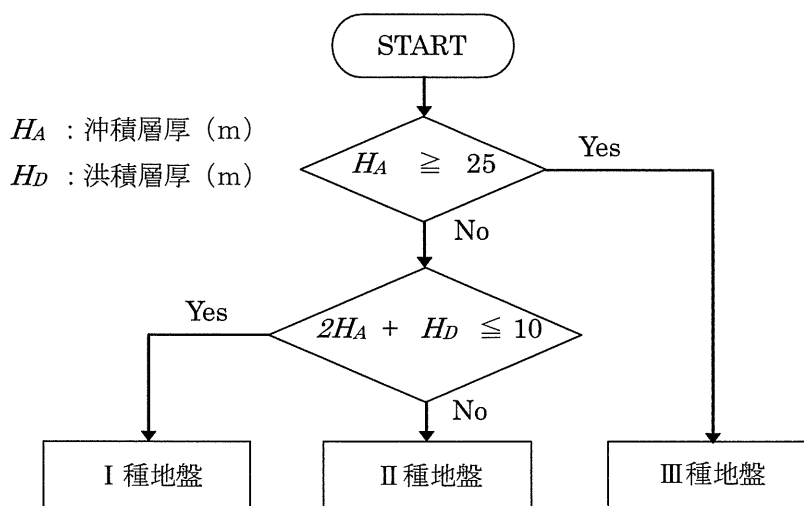 START
H_A : 沖積層厚 (m)
H_D : 洪積層厚 (m)
H_A ≧ 25
Yes
No
Yes
2H_A + H_D ≦ 10
No
Ⅰ種地盤
Ⅱ種地盤
Ⅲ種地盤